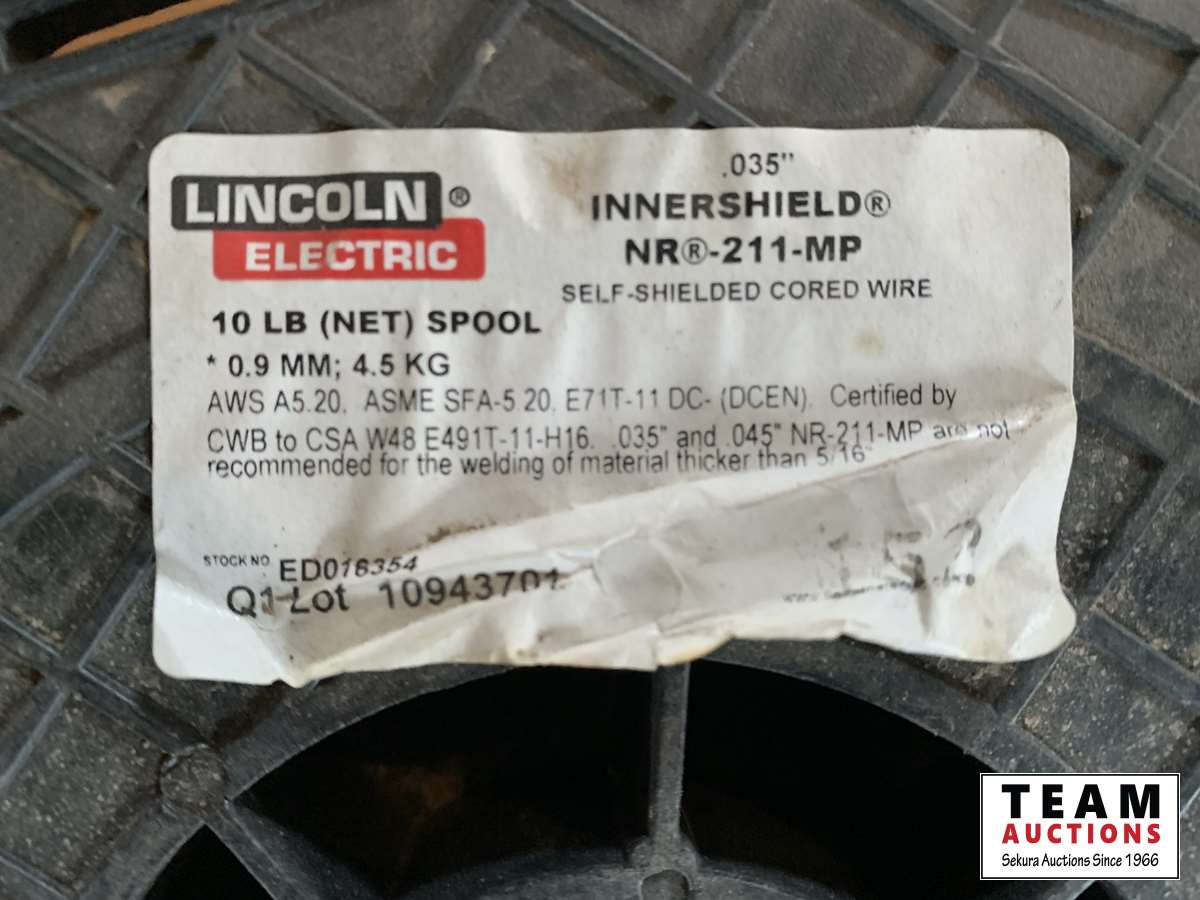 LINCOLN®
ELECTRIC
.035"
INNERSHIELD®
NR®-211-MP
SELF-SHIELDED CORED WIRE
10 LB (NET) SPOOL
* 0.9 MM; 4.5 KG
AWS A5.20, ASME SFA-5.20, E71T-11 DC- (DCEN). Certified by
CWB to CSA W48 E491T-11-H16. .035" and .045" NR-211-MP are not
recommended for the welding of material thicker than 5/16"
STOCK NO ED016354
Q1 Lot 10943701
TEAM
AUCTIONS
Sekura Auctions Since 1966